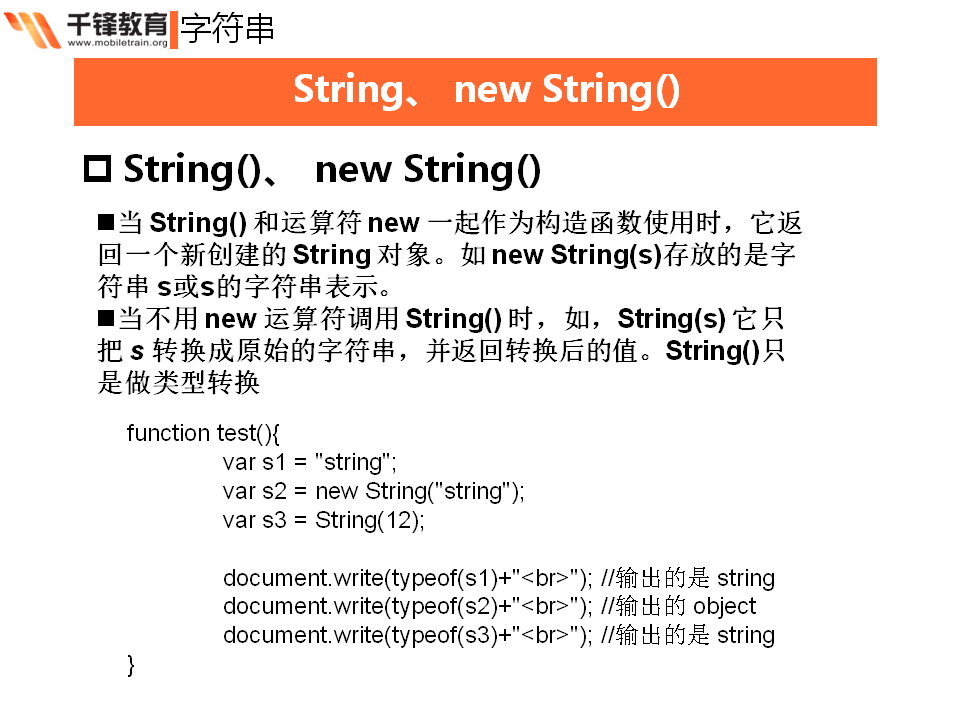 千锋教育 字符串
www.mobiletrain.org
String、 new String()
String()、 new String()
■当 String() 和运算符 new 一起作为构造函数使用时，它返
回一个新创建的 String 对象。如 new String(s)存放的是字
符串 s或s的字符串表示。
■当不用 new 运算符调用 String() 时，如，String(s) 它只
把 s 转换成原始的字符串，并返回转换后的值。String()只
是做类型转换
function test(){
var s1 = "string";
var s2 = new String("string");
var s3 = String(12);
document.write(typeof(s1)+"<br>"); //输出的是 string
document.write(typeof(s2)+"<br>"); //输出的 object
document.write(typeof(s3)+"<br>"); //输出的是 string
}